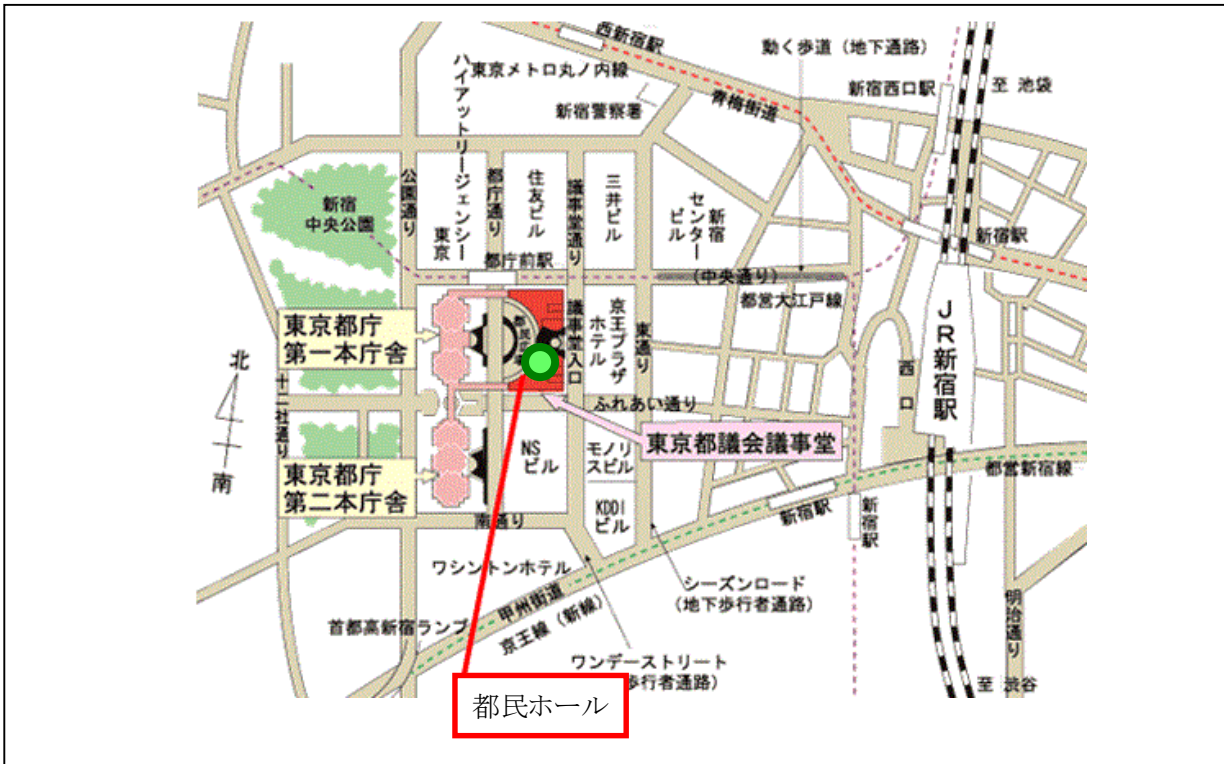 西新宿駅
動く歩道（地下通路）
東京メトロ丸ノ内線
新宿西口駅
至 池袋
新宿警察署
青梅街道
ハイアットリージェンシー
東京
公園通り
都庁通り
住友ビル
議事堂通り
三井ビル
新宿
センター
ビル
新宿
中央公園
新宿駅
都庁前駅
（中央通り）
都営大江戸線
東京都庁
第一本庁舎
議事堂入口
京王プラザ
ホテル
東通り
JR新宿駅
西口
北
南
十二社通り
ふれあい通り
東京都議会議事堂
NS
ビル
モノリ
スビル
都営新宿線
東京都庁
第二本庁舎
KDDI
ビル
新宿駅
新宿駅
南通り
ワシントンホテル
シーズンロード
（地下歩行者通路）
甲州街道
京王線（新線）
首都高新宿ランプ
明治通り
ワンデーストリート
歩行者通路）
至 渋谷
都民ホール